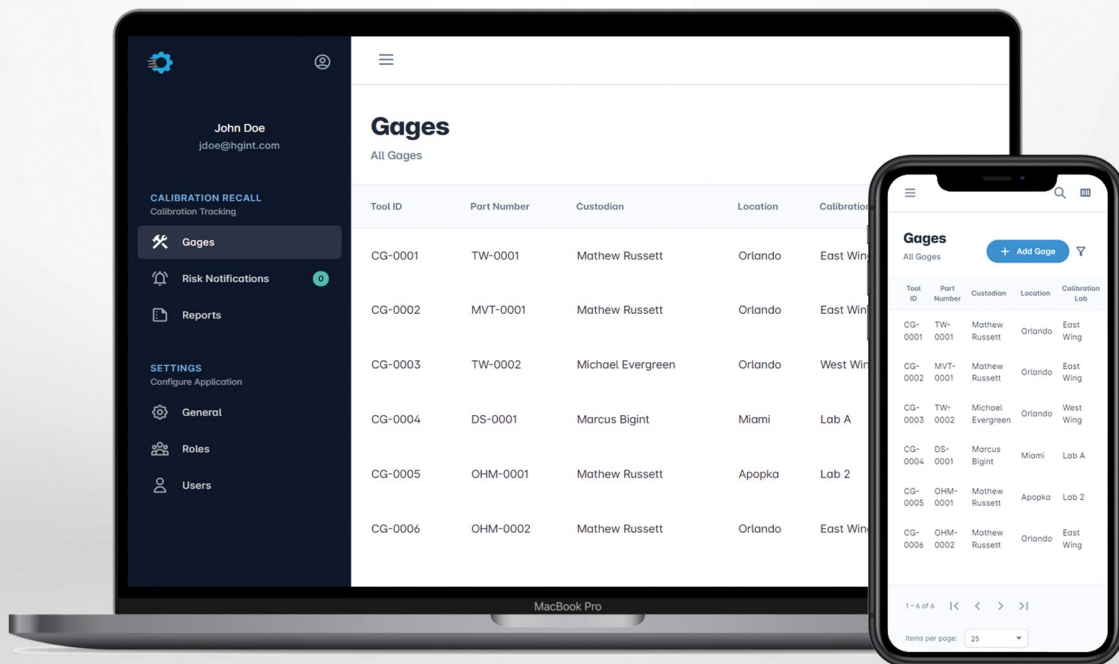 John Doe
jdoe@hgint.com
CALIBRATION RECALL
Calibration Tracking
Gages
Risk Notifications 0
Reports
SETTINGS
Configure Application
General
Roles
Users
Gages
All Gages
Tool ID Part Number Custodian Location
CG-0001 TW-0001 Mathew Russett Orlando East
CG-0002 MVT-0001 Mathew Russett Orlando East
CG-0003 TW-0002 Michael Evergreen Orlando West
CG-0004 DS-0001 Marcus Bigint Miami Lab A
CG-0005 OHM-0001 Mathew Russett Apopka Lab 2
CG-0006 OHM-0002 Mathew Russett Orlando East
MacBook Pro
Gages
All Gages
+ Add Gage
Tool Part Custodian Location Calibration
ID Number Lab
CG- TW- Mathew Orlando East
0001 0001 Russett Wing
CG- MVT- Mathew Orlando East
0002 0001 Russett Wing
CG- TW- Michael Orlando West
0003 0002 Evergreen Wing
CG- DS- Marcus Miami Lab A
0004 0001 Bigint
CG- OHM- Mathew Apopka Lab 2
0005 0001 Russett
CG- OHM- Mathew Orlando East
0006 0002 Russett Wing
1 – 6 of 6
Items per page: 25